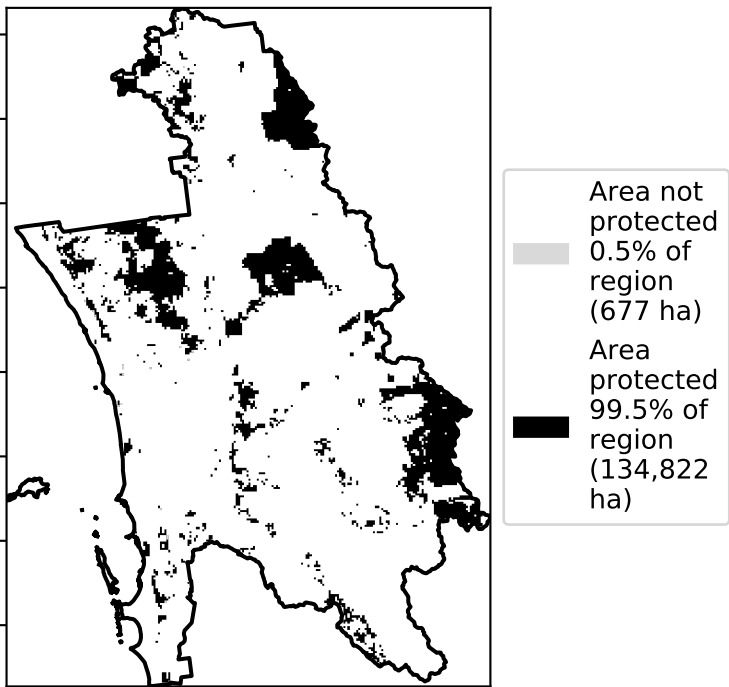 Area not
protected
0.5% of
region
(677 ha)
Area
protected
99.5% of
region
(134,822
ha)